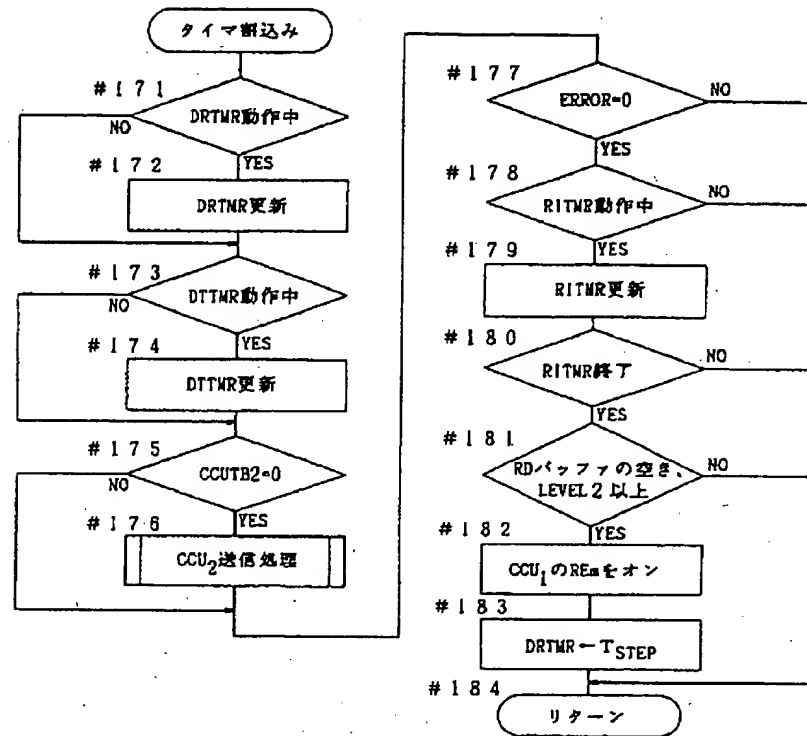 タイマ割込み
#171
DRTMR動作中
NO
YES
#172
DRTMR更新
#173
DTTMR動作中
NO
YES
#174
DTTMR更新
#175
CCUTB2=0
NO
YES
#176
CCU2送信処理
#177
ERROR=0
NO
YES
#178
RITMR動作中
NO
YES
#179
RITMR更新
#180
RITMR終了
NO
YES
#181
RDバッファの空き、
LEVEL2以上
NO
YES
#182
CCU1のREmをオン
#183
DRTMR←TSTEP
#184
リターン